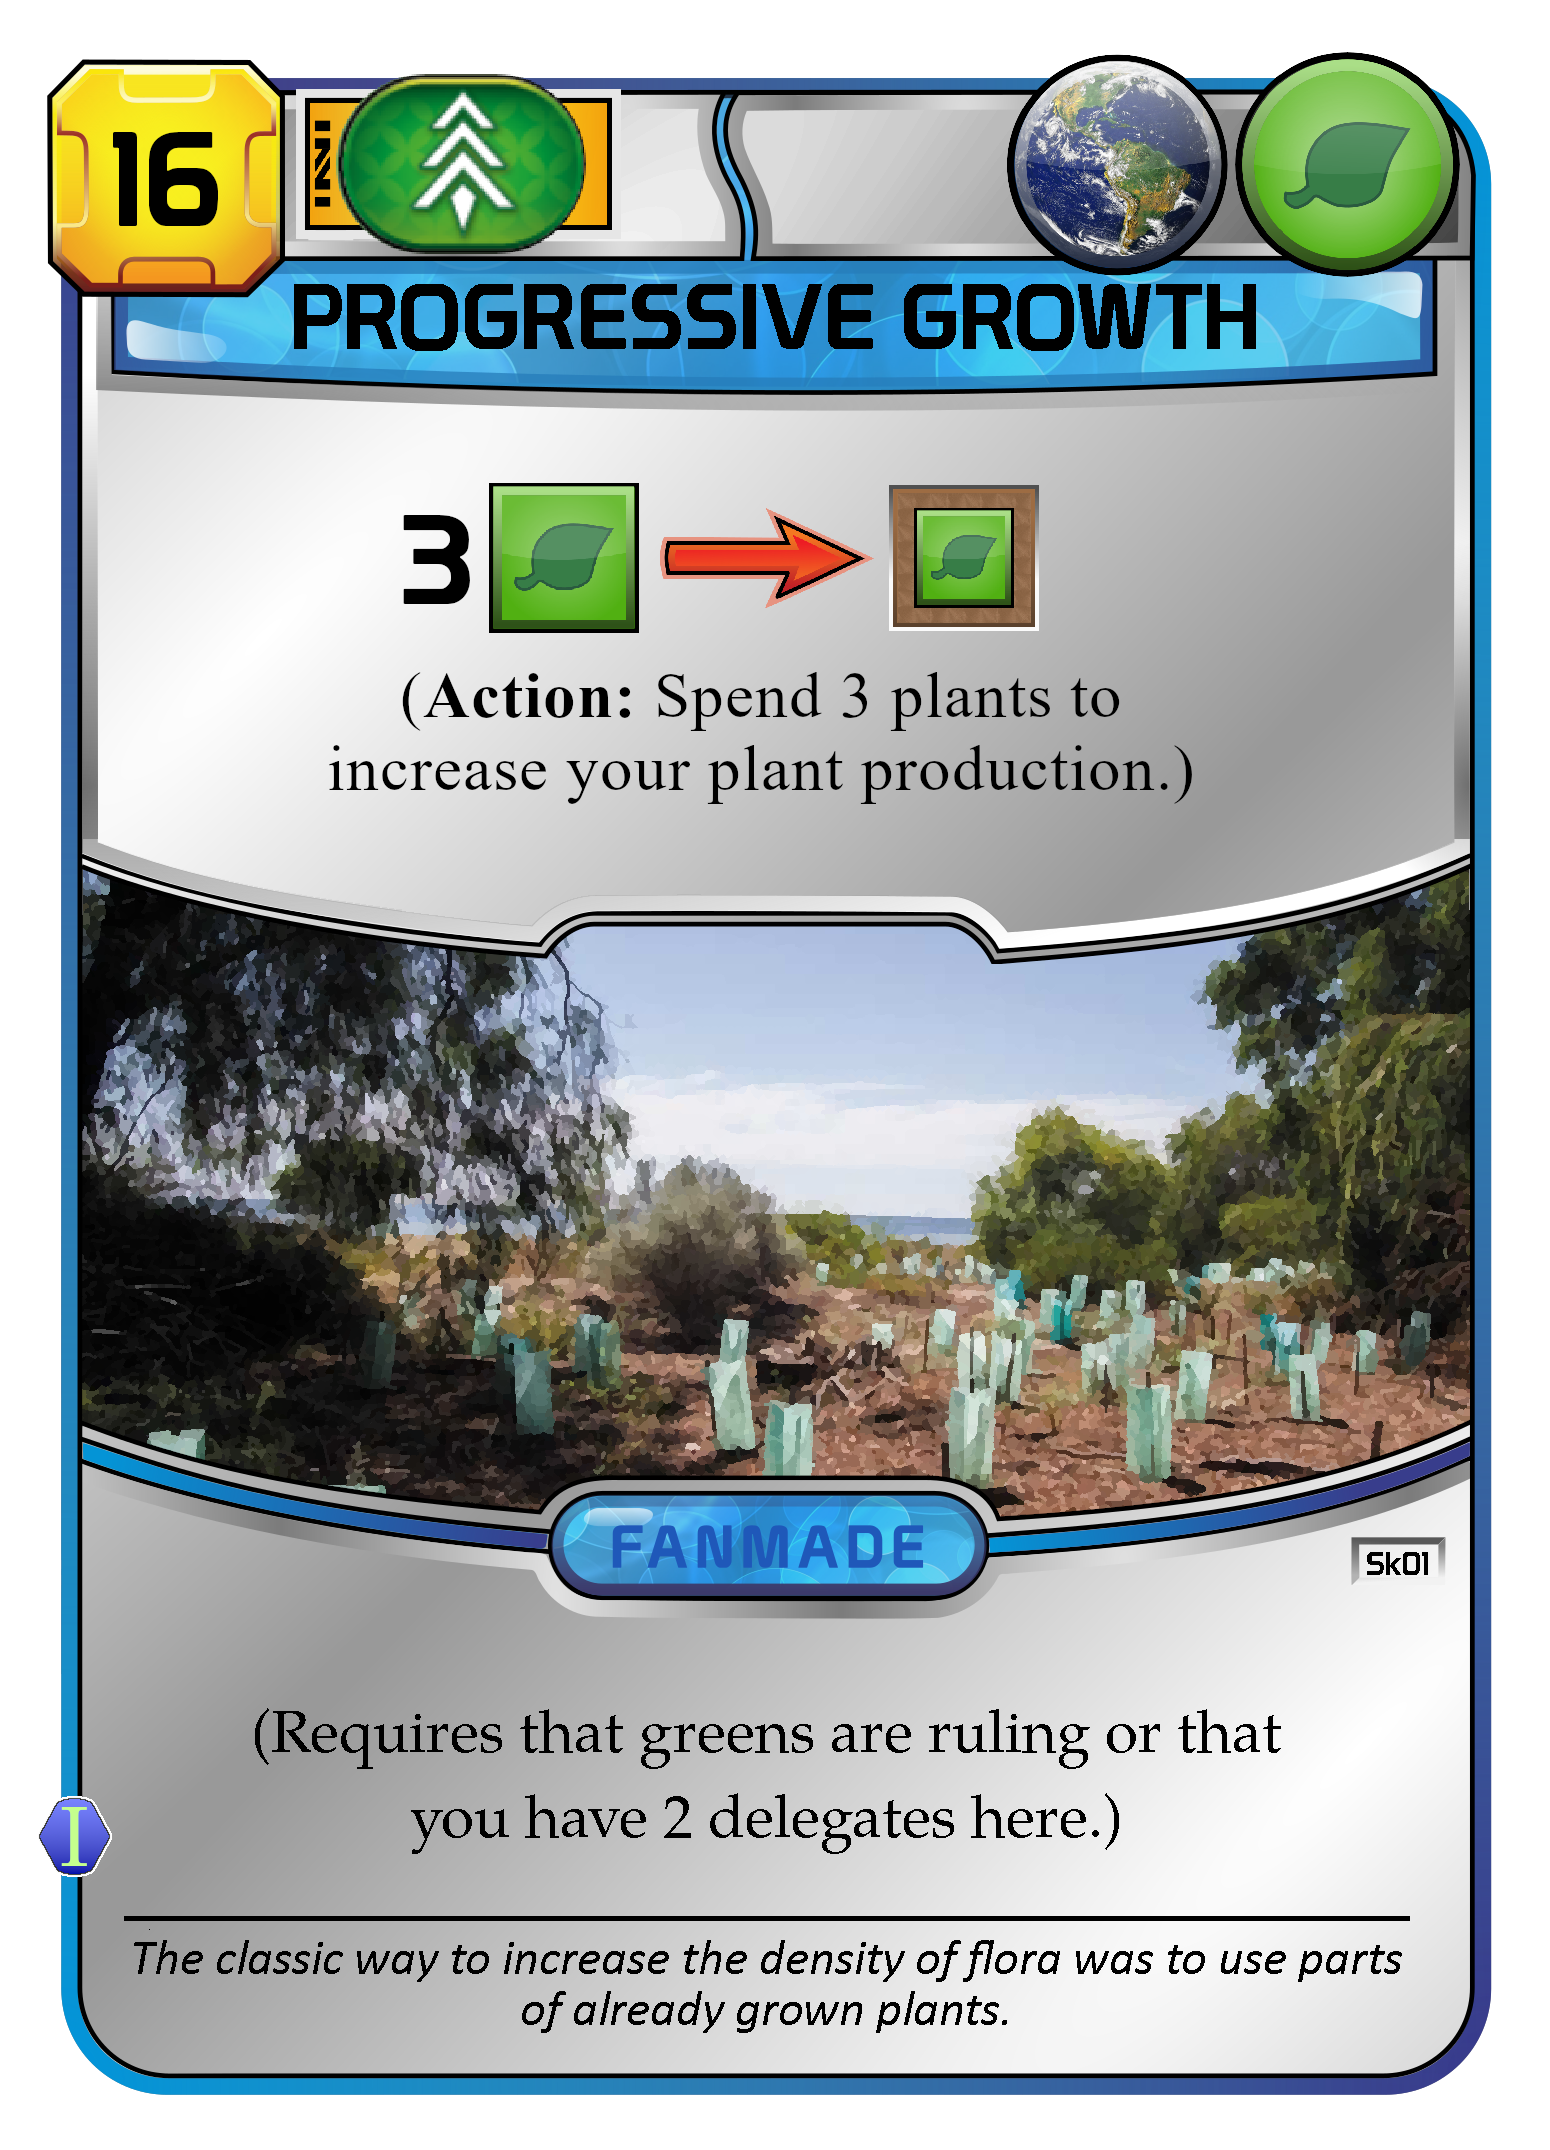 16
INI
PROGRESSIVE GROWTH
3
(Action: Spend 3 plants to
increase your plant production.)
FANMADE
Sk01
(Requires that greens are ruling or that
you have 2 delegates here.)
I
The classic way to increase the density of flora was to use parts
of already grown plants.